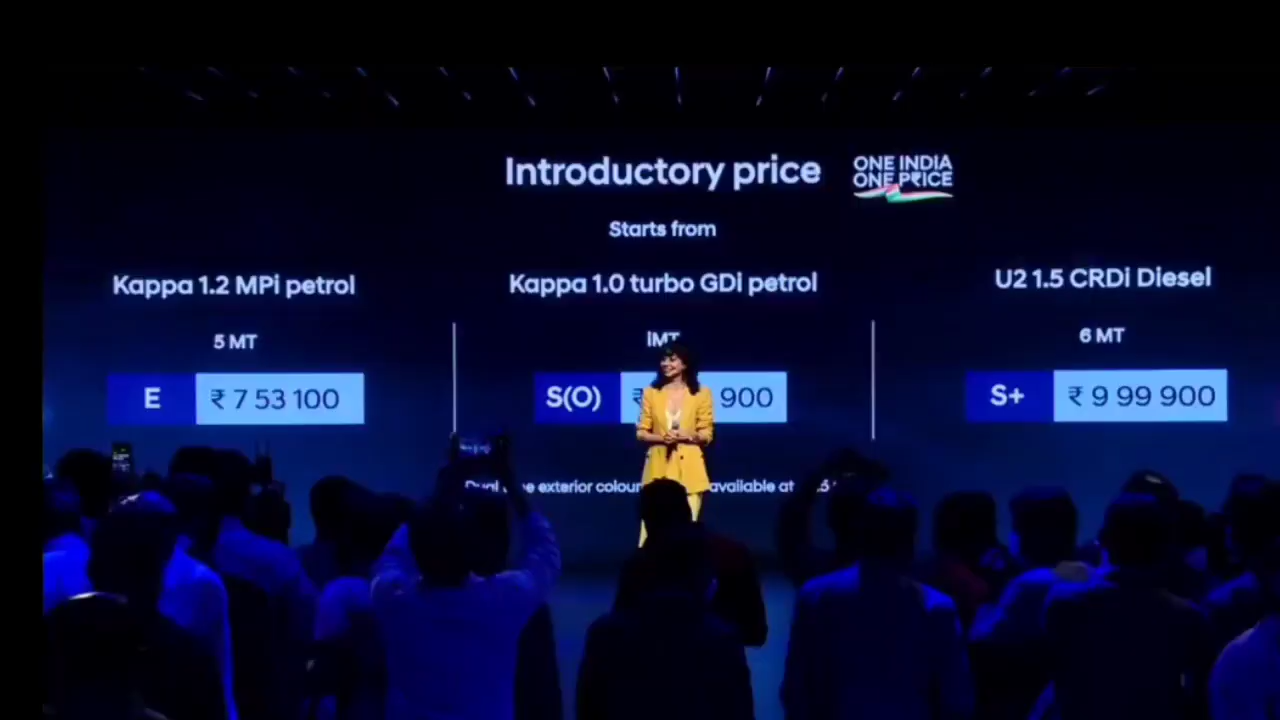 Introductory price
ONE INDIA
ONE PRICE
Starts from
Kappa 1.2 MPi petrol
5 MT
E ₹ 7 53 100
Kappa 1.0 turbo GDi petrol
iMT
S(O) ₹ 900
U2 1.5 CRDi Diesel
6 MT
S+ ₹ 9 99 900
Dual exterior available at